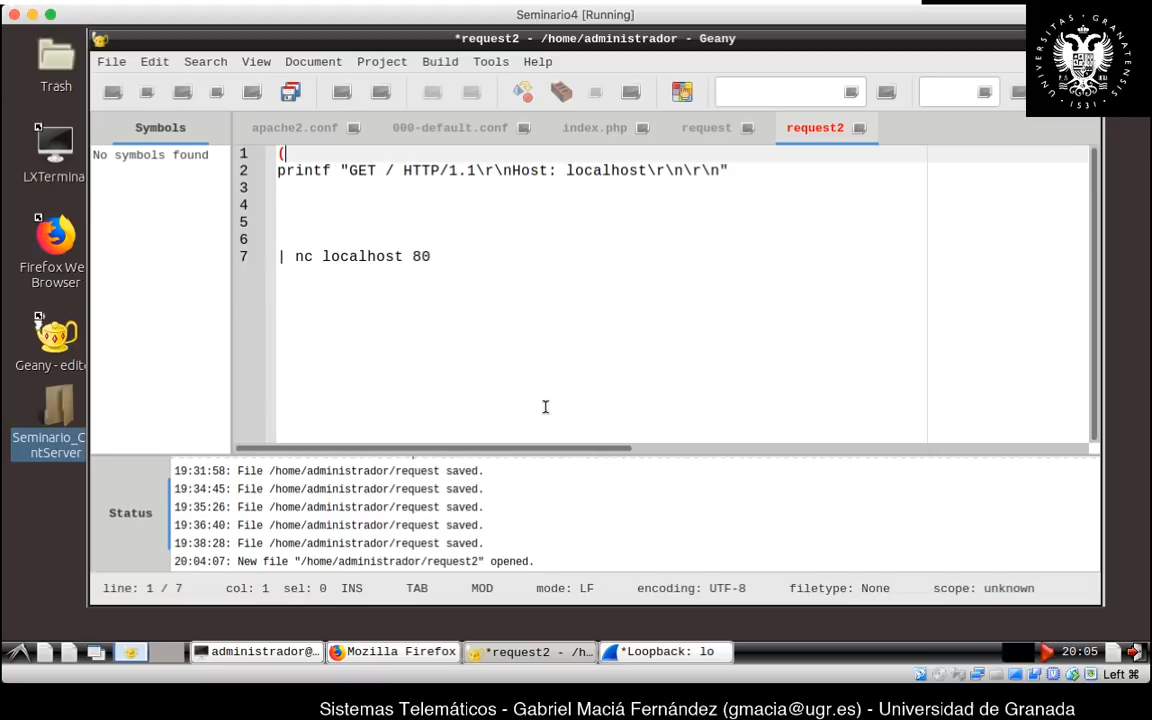 Seminario4 [Running]
*request2 - /home/administrador - Geany
File Edit Search View Document Project Build Tools Help
UNIVERSITAS GRANATENSIS
1531
Trash
LXTermina
Firefox We
Browser
Geany - edit
Seminario_C
ntServer
Symbols
No symbols found
apache2.conf 000-default.conf index.php request request2
1 (
2 printf "GET / HTTP/1.1\r\nHost: localhost\r\n\r\n"
3
4
5
6
7 | nc localhost 80
Status
19:31:58: File /home/administrador/request saved.
19:34:45: File /home/administrador/request saved.
19:35:26: File /home/administrador/request saved.
19:36:40: File /home/administrador/request saved.
19:38:28: File /home/administrador/request saved.
20:04:07: New file "/home/administrador/request2" opened.
line: 1 / 7 col: 1 sel: 0 INS TAB MOD mode: LF encoding: UTF-8 filetype: None scope: unknown
administrador@... Mozilla Firefox *request2 - /h... *Loopback: lo 20:05
Left ⌘
Sistemas Telemáticos - Gabriel Maciá Fernández (gmacia@ugr.es) - Universidad de Granada